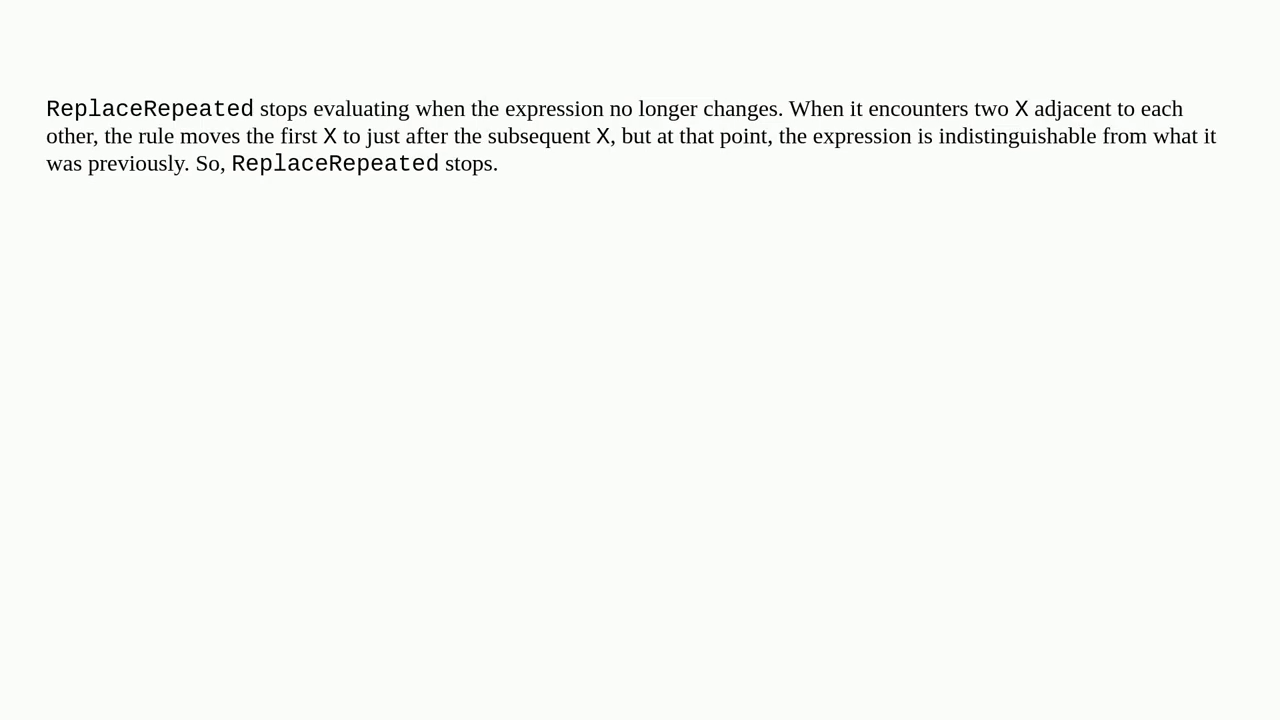 ReplaceRepeated stops evaluating when the expression no longer changes. When it encounters two X adjacent to each
other, the rule moves the first X to just after the subsequent X, but at that point, the expression is indistinguishable from what it
was previously. So, ReplaceRepeated stops.